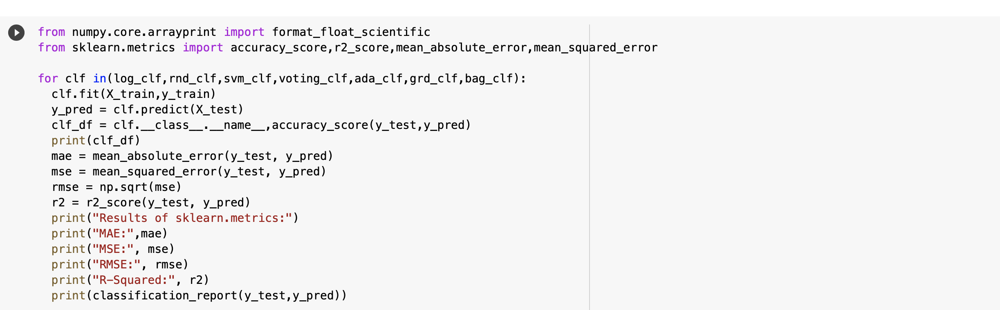 from numpy.core.arrayprint import format_float_scientific
from sklearn.metrics import accuracy_score,r2_score,mean_absolute_error,mean_squared_error
for clf in(log_clf,rnd_clf,svm_clf,voting_clf,ada_clf,grd_clf,bag_clf):
  clf.fit(X_train,y_train)
  y_pred = clf.predict(X_test)
  clf_df = clf.__class__.__name__,accuracy_score(y_test,y_pred)
  print(clf_df)
  mae = mean_absolute_error(y_test, y_pred)
  mse = mean_squared_error(y_test, y_pred)
  rmse = np.sqrt(mse)
  r2 = r2_score(y_test, y_pred)
  print("Results of sklearn.metrics:")
  print("MAE:",mae)
  print("MSE:", mse)
  print("RMSE:", rmse)
  print("R-Squared:", r2)
  print(classification_report(y_test,y_pred))